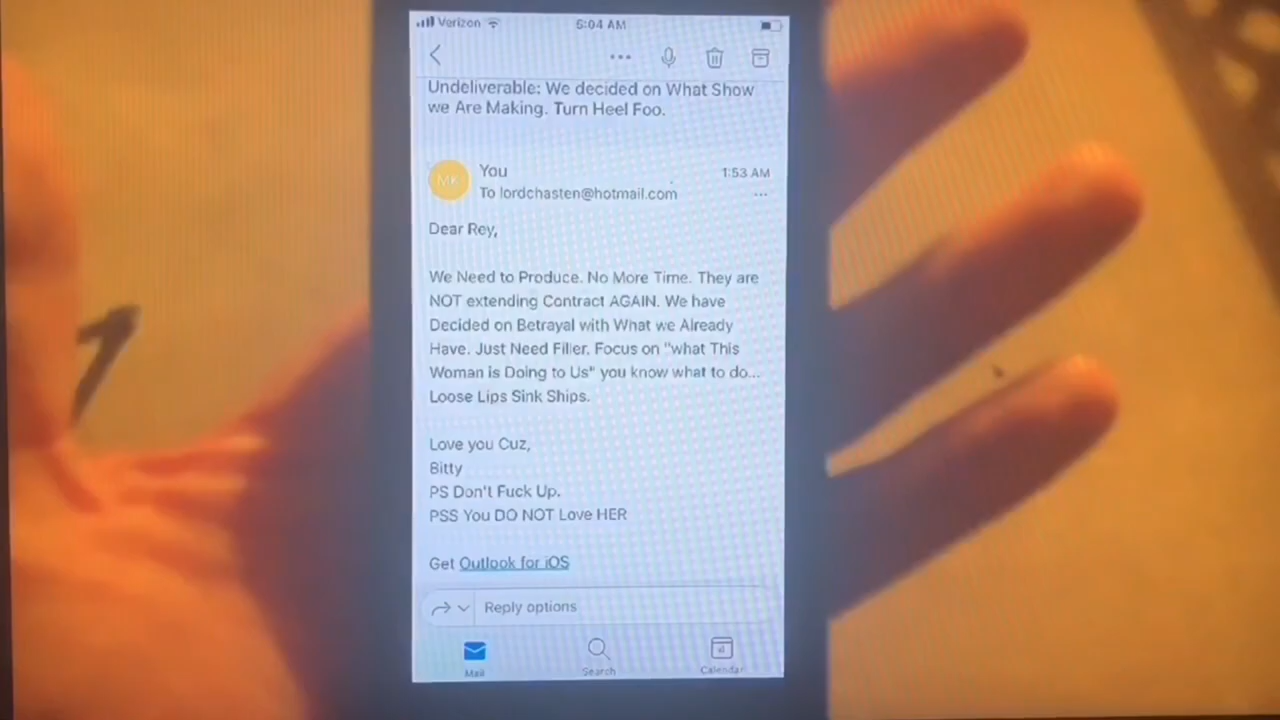 Verizon 5:04 AM
Undeliverable: We decided on What Show
we Are Making. Turn Heel Foo.
MK You 1:53 AM
To lordchasten@hotmail.com
Dear Rey,
We Need to Produce. No More Time. They are
NOT extending Contract AGAIN. We have
Decided on Betrayal with What we Already
Have. Just Need Filler. Focus on "what This
Woman is Doing to Us" you know what to do...
Loose Lips Sink Ships.
Love you Cuz,
Bitty
PS Don't Fuck Up.
PSS You DO NOT Love HER
Get Outlook for iOS
Reply options
Mail Search Calendar